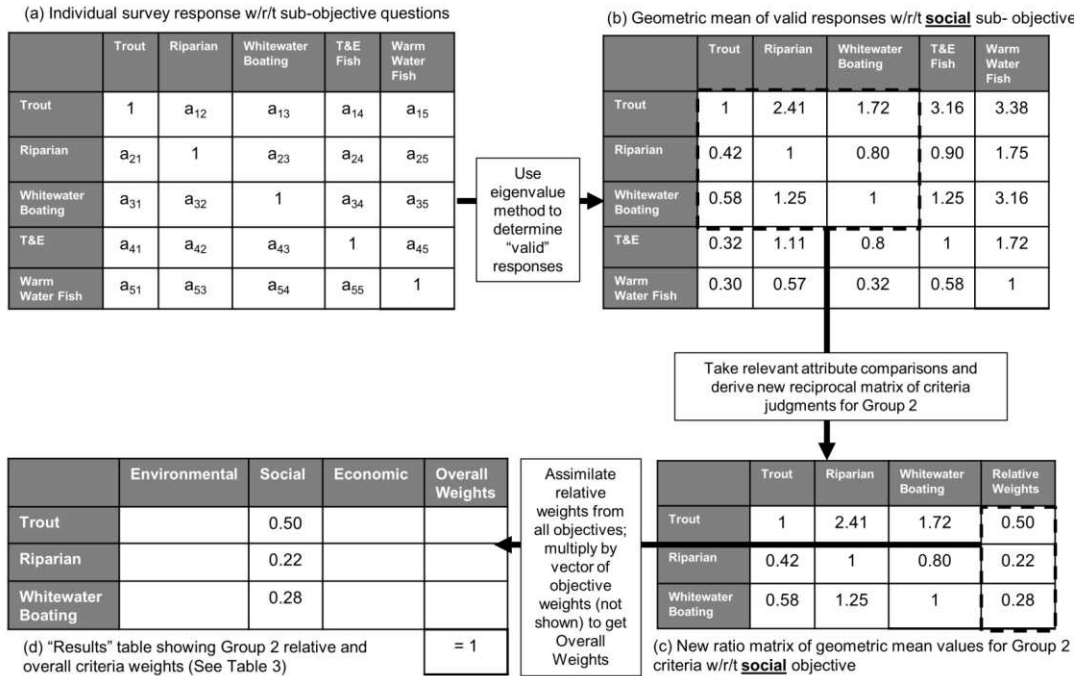 (a) Individual survey response w/r/t sub-objective questions
Trout Riparian Whitewater Boating T&E Fish Warm Water Fish
Trout 1 a12 a13 a14 a15
Riparian a21 1 a23 a24 a25
Whitewater Boating a31 a32 1 a34 a35
T&E a41 a42 a43 1 a45
Warm Water Fish a51 a53 a54 a55 1
Use
eigenvalue
method to
determine
“valid”
responses
(b) Geometric mean of valid responses w/r/t social sub- objective
Trout Riparian Whitewater Boating T&E Fish Warm Water Fish
Trout 1 2.41 1.72 3.16 3.38
Riparian 0.42 1 0.80 0.90 1.75
Whitewater Boating 0.58 1.25 1 1.25 3.16
T&E 0.32 1.11 0.8 1 1.72
Warm Water Fish 0.30 0.57 0.32 0.58 1
Take relevant attribute comparisons and
derive new reciprocal matrix of criteria
judgments for Group 2
Trout Riparian Whitewater Boating Relative Weights
Trout 1 2.41 1.72 0.50
Riparian 0.42 1 0.80 0.22
Whitewater Boating 0.58 1.25 1 0.28
(c) New ratio matrix of geometric mean values for Group 2
criteria w/r/t social objective
Assimilate
relative
weights from
all objectives;
multiply by
vector of
objective
weights (not
shown) to get
Overall
Weights
Environmental Social Economic Overall Weights
Trout 0.50
Riparian 0.22
Whitewater Boating 0.28
= 1
(d) “Results” table showing Group 2 relative and
overall criteria weights (See Table 3)